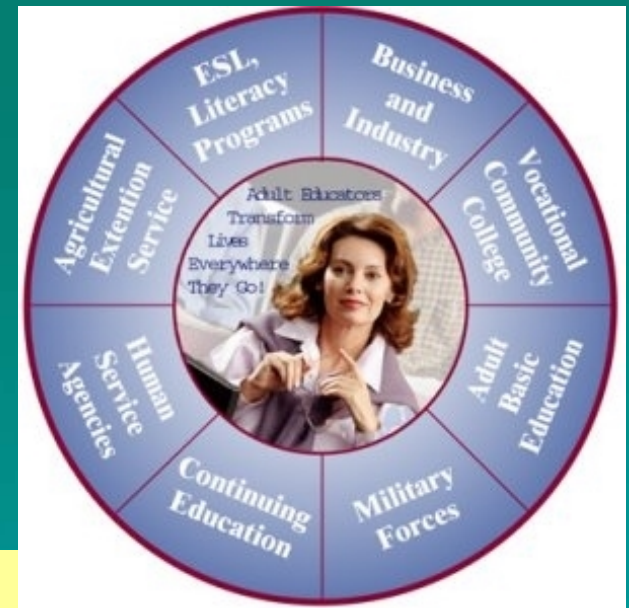 ESL,
Literacy
Programs
Business
and
Industry
Vocational
Community
College
Adult
Basic
Education
Military
Forces
Continuing
Education
Human
Service
Agencies
Agricultural
Extention
Service
Adult Educators
Transform
Lives
Everywhere
They Go!